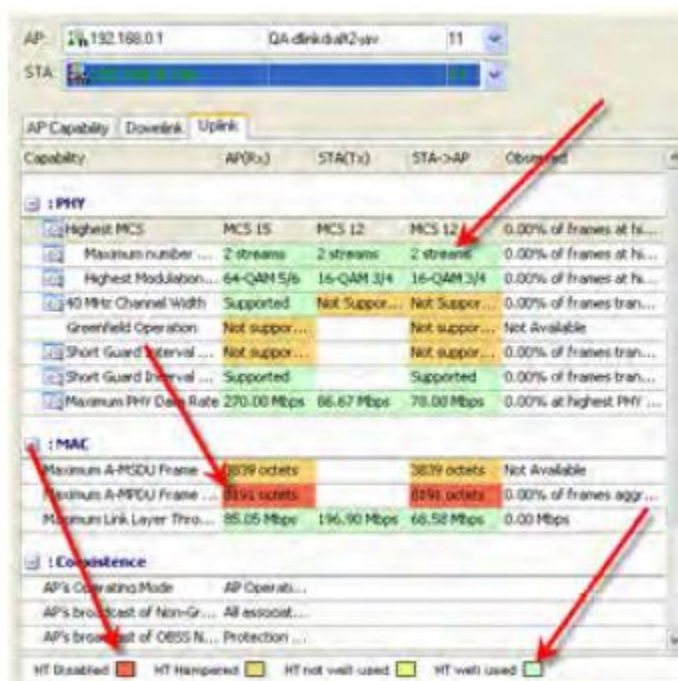 AP: 192.168.0.1 11
STA:
AP Capability Downlink Uplink
Capability AP(Rx) STA(Tx) STA->AP Observed
: PHY
Highest MCS MCS 15 MCS 12 MCS 12 0.00% of frames at hi...
Maximum number ... 2 streams 2 streams 2 streams 0.00% of frames at hi...
Highest Modulation... 64-QAM 5/6 16-QAM 3/4 16-QAM 3/4 0.00% of frames at hi...
40 MHz Channel Width Supported Not Suppor... Not Suppor... 0.00% of frames tran...
Greenfield Operation Not suppor... Not suppor... Not Available
Short Guard Interval ... Not suppor... Not suppor... 0.00% of frames tran...
Short Guard Interval ... Supported Supported 0.00% of frames tran...
Maximum PHY Data Rate 270.00 Mbps 86.67 Mbps 78.00 Mbps 0.00% at highest PHY ...
: MAC
Maximum A-MSDU Frame 3839 octets 3839 octets Not Available
Maximum A-MPDU Frame ... 8191 octets 8191 octets 0.00% of frames aggr...
Maximum Link Layer Thro... 85.05 Mbps 196.90 Mbps 68.58 Mbps 0.00 Mbps
: Coexistence
AP's Operating Mode AP Operati...
AP's broadcast of Non-Gr... All associat...
AP's broadcast of OBSS N... Protection ...
HT Disabled HT Hampered HT not well used HT well used